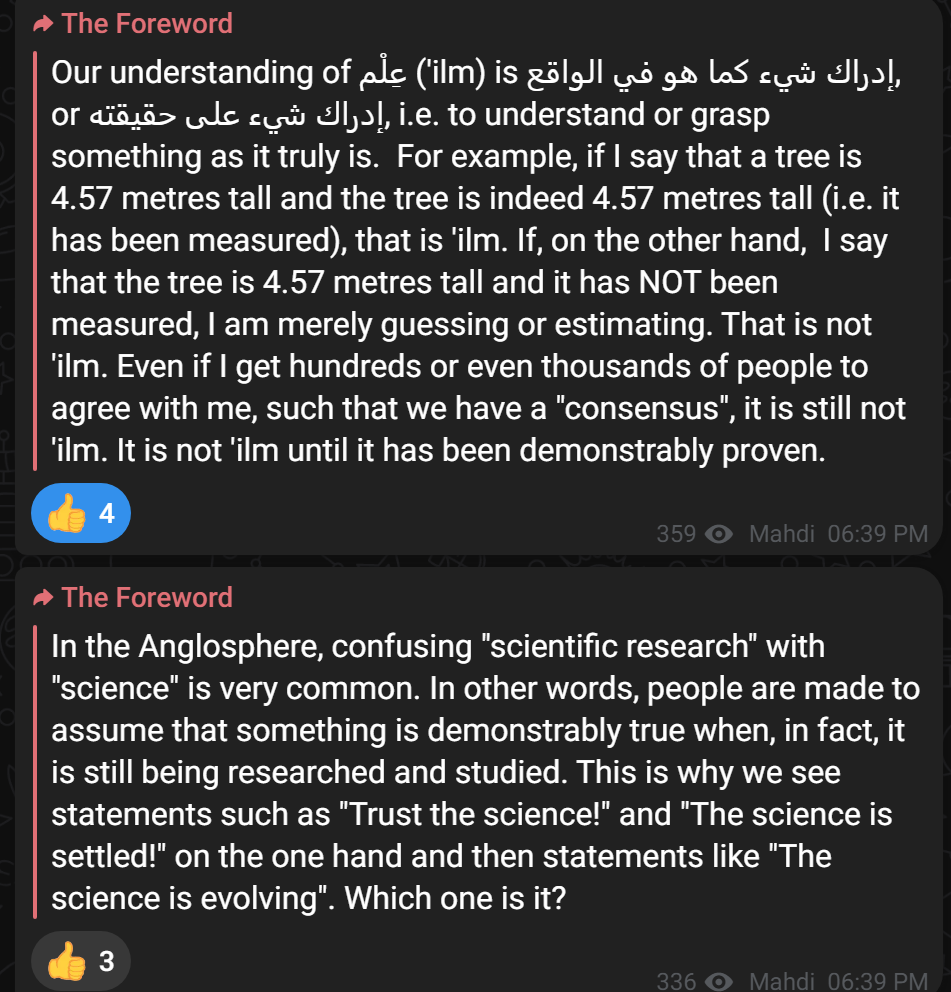 The Foreword
Our understanding of عِلْم ('ilm) is إدراك شيء كما هو في الواقع,
or إدراك شيء على حقيقته, i.e. to understand or grasp
something as it truly is.  For example, if I say that a tree is
4.57 metres tall and the tree is indeed 4.57 metres tall (i.e. it
has been measured), that is 'ilm. If, on the other hand,  I say
that the tree is 4.57 metres tall and it has NOT been
measured, I am merely guessing or estimating. That is not
'ilm. Even if I get hundreds or even thousands of people to
agree with me, such that we have a "consensus", it is still not
'ilm. It is not 'ilm until it has been demonstrably proven.
👍 4
359 Mahdi 06:39 PM
The Foreword
In the Anglosphere, confusing "scientific research" with
"science" is very common. In other words, people are made to
assume that something is demonstrably true when, in fact, it
is still being researched and studied. This is why we see
statements such as "Trust the science!" and "The science is
settled!" on the one hand and then statements like "The
science is evolving". Which one is it?
👍 3
336 Mahdi 06:39 PM